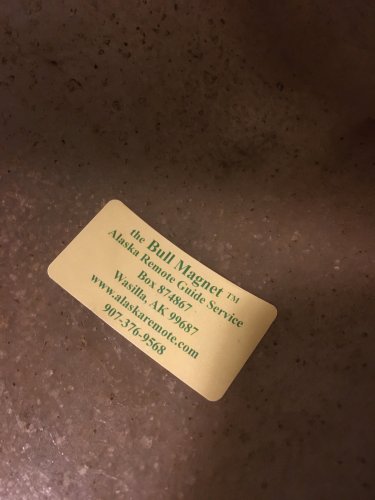 the Bull Magnet ™
Alaska Remote Guide Service
Box 874867
Wasilla, AK 99687
www.alaskaremote.com
907-376-9568